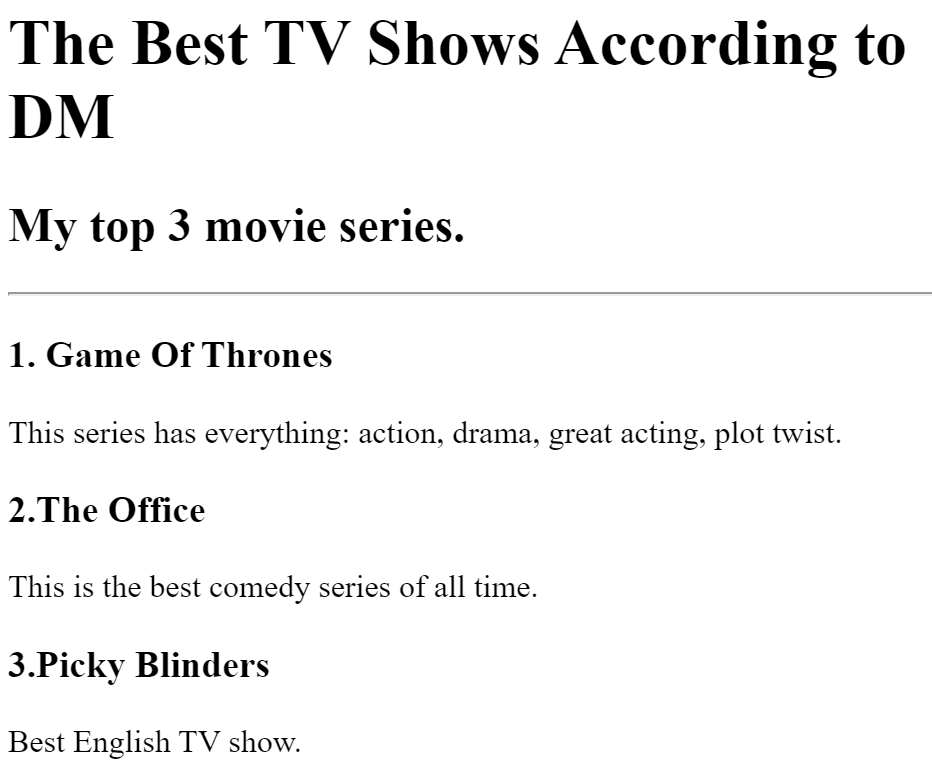 The Best TV Shows According to
DM
My top 3 movie series.
1. Game Of Thrones
This series has everything: action, drama, great acting, plot twist.
2.The Office
This is the best comedy series of all time.
3.Picky Blinders
Best English TV show.